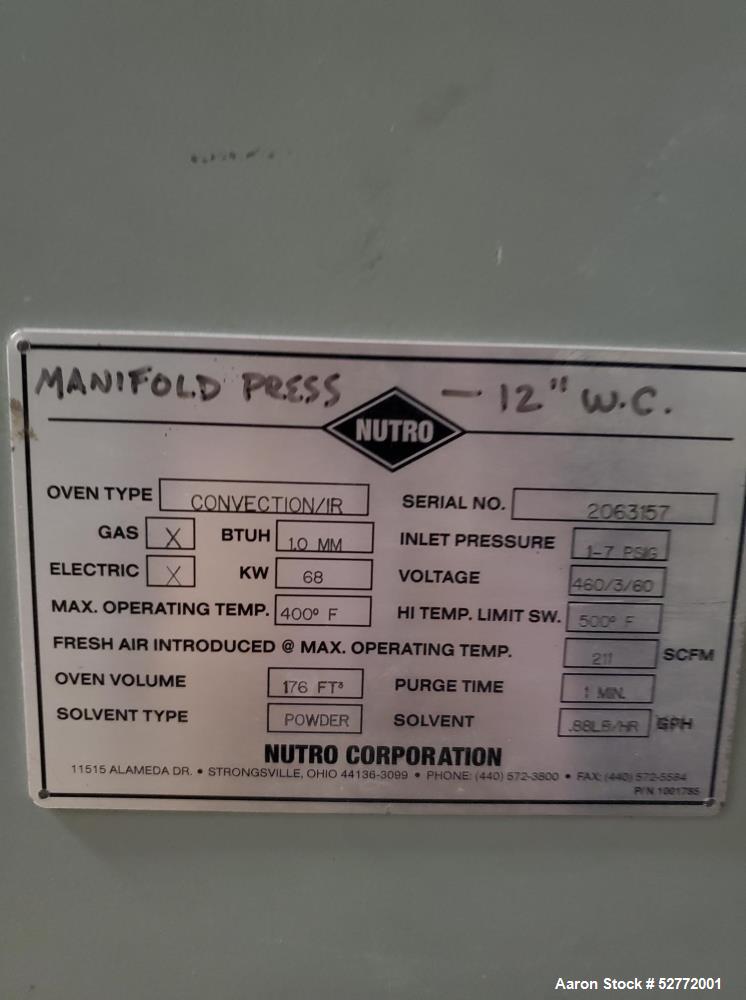 MANIFOLD PRESS — 12" W.C.
NUTRO
OVEN TYPE CONVECTION/IR SERIAL NO. 2063157
GAS X BTUH 1.0 MM INLET PRESSURE 1-7 PSIG
ELECTRIC X KW 68 VOLTAGE 460/3/60
MAX. OPERATING TEMP. 400° F HI TEMP. LIMIT SW. 500° F
FRESH AIR INTRODUCED @ MAX. OPERATING TEMP. 211 SCFM
OVEN VOLUME 176 FT³ PURGE TIME 1 MIN.
SOLVENT TYPE POWDER SOLVENT .88LB/HR GPH
NUTRO CORPORATION
11515 ALAMEDA DR. • STRONGSVILLE, OHIO 44136-3099 • PHONE: (440) 572-3800 • FAX: (440) 572-5584
P/N 1001785
Aaron Stock # 52772001